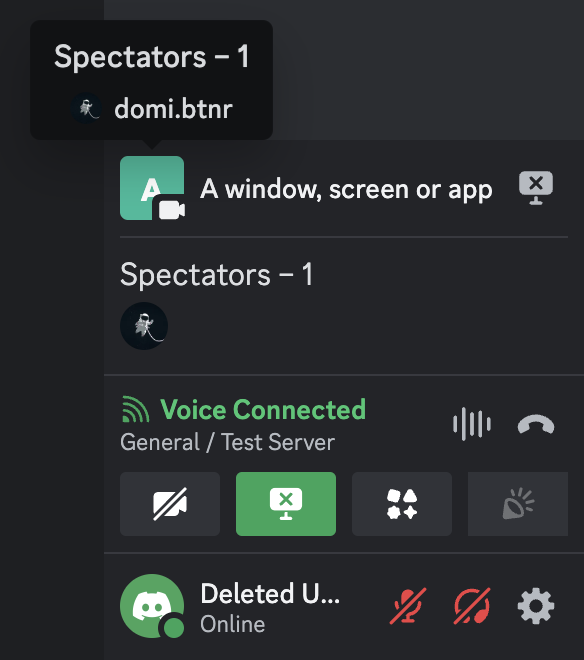 Spectators – 1
domi.btnr
A
A window, screen or app
Spectators – 1
Voice Connected
General / Test Server
Deleted U...
Online